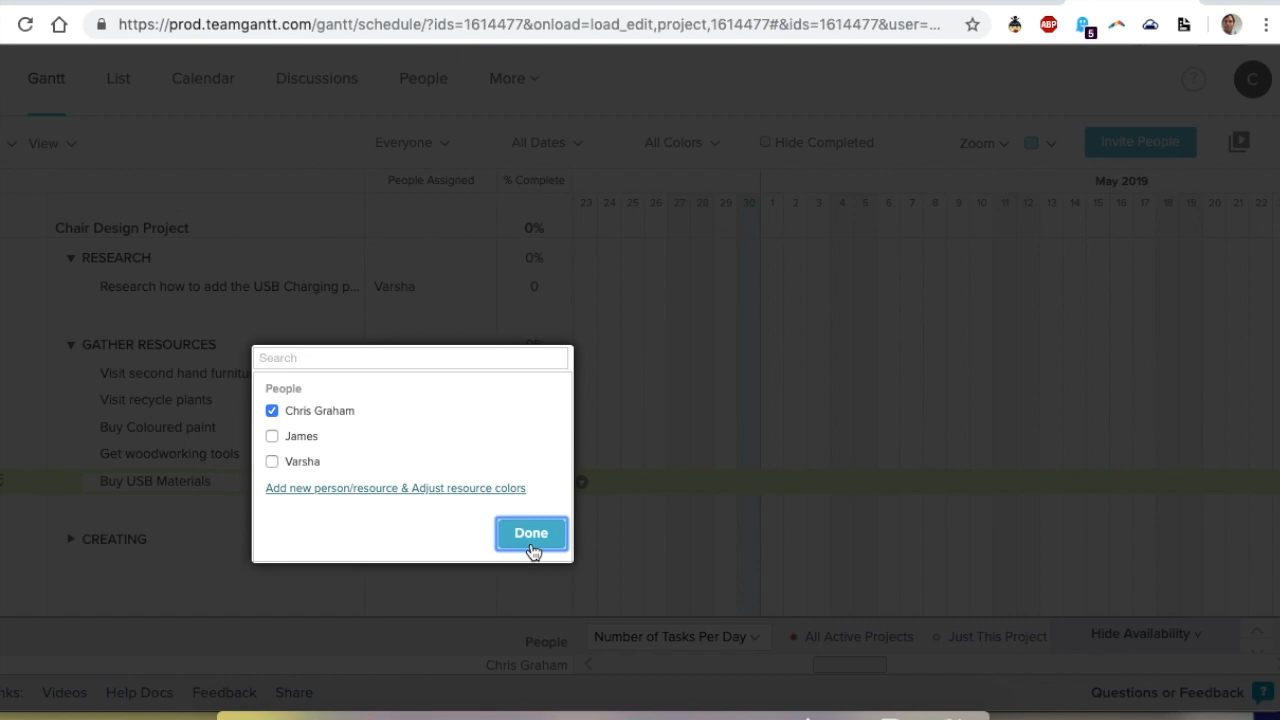 https://prod.teamgantt.com/gantt/schedule/?ids=1614477&onload=load_edit,project,1614477#&ids=1614477&user=...
ABP
5
Gantt List Calendar Discussions People More
? C
View Everyone All Dates All Colors Hide Completed Zoom Invite People
People Assigned % Complete May 2019
23 24 25 26 27 28 29 30 1 2 3 4 5 6 7 8 9 10 11 12 13 14 15 16 17 18 19 20 21 22
Chair Design Project 0%
RESEARCH 0%
Research how to add the USB Charging p... Varsha 0
GATHER RESOURCES 0%
Visit second hand furnitu
Visit recycle plants
Buy Coloured paint
Get woodworking tools
Buy USB Materials
CREATING
Search
People
Chris Graham
James
Varsha
Add new person/resource & Adjust resource colors
Done
People Number of Tasks Per Day All Active Projects Just This Project Hide Availability
Chris Graham
nks: Videos Help Docs Feedback Share Questions or Feedback ?